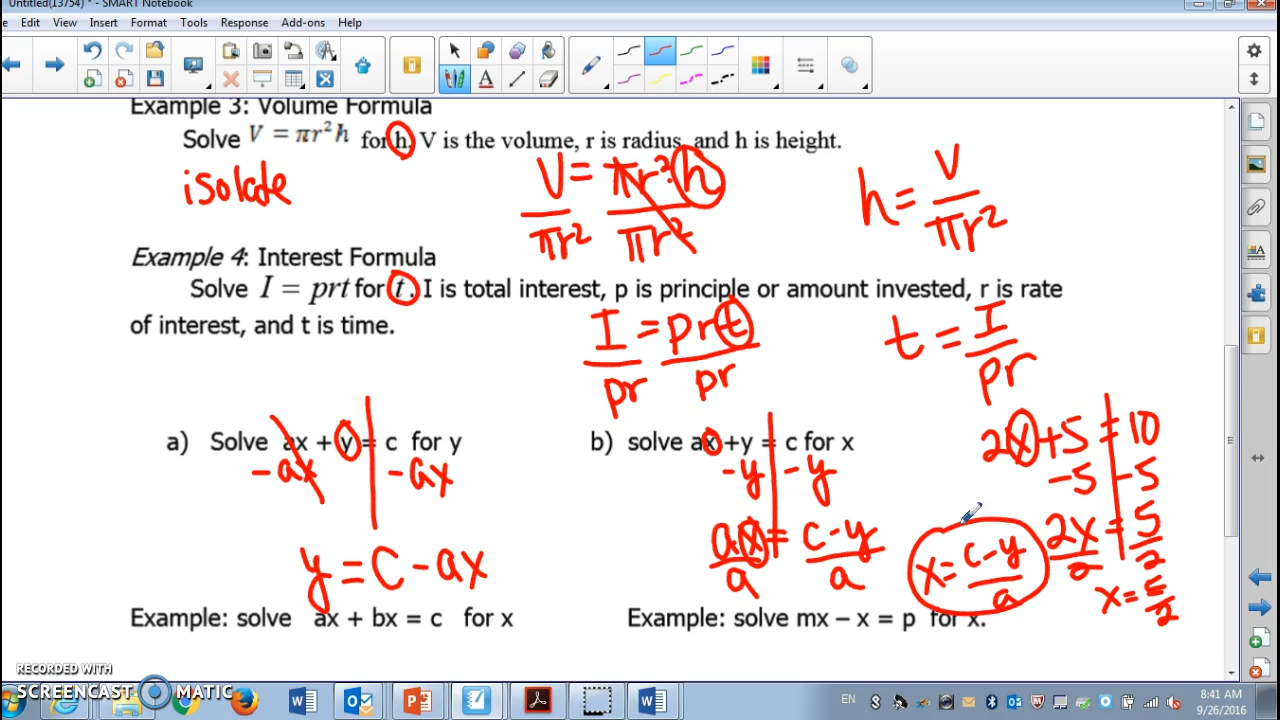 Untitled(13754) * - SMART Notebook
Edit View Insert Format Tools Response Add-ons Help
Example 3: Volume Formula
Solve V = πr²h for h. V is the volume, r is radius, and h is height.
isolate
V = πr²·h
πr² πr²
h = V
πr²
Example 4: Interest Formula
Solve I = prt for t. I is total interest, p is principle or amount invested, r is rate
of interest, and t is time.
I = prt
pr pr
t = I
pr
a) Solve ax + y = c for y
-ax -ax
y = c - ax
b) solve ax +y = c for x
-y -y
ax = c-y
a a
x = c-y
a
2x+5 = 10
-5 -5
2x = 5
2 2
x = 5
2
Example: solve ax + bx = c for x
Example: solve mx – x = p for x.
RECORDED WITH
SCREENCAST MATIC
EN
8:41 AM
9/26/2016